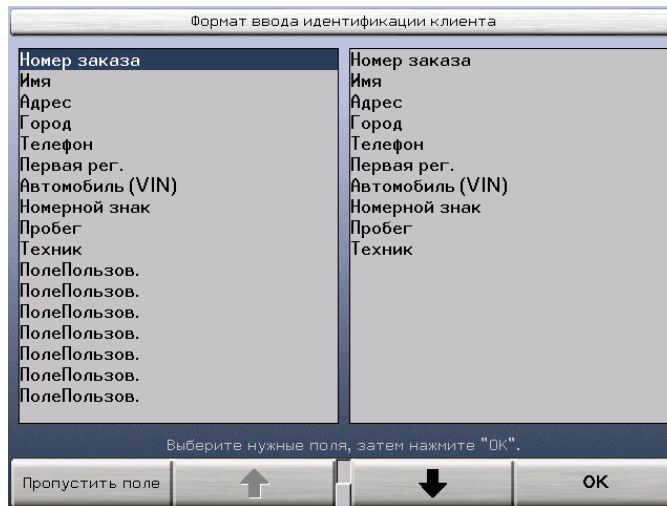 Формат ввода идентификации клиента
Номер заказа
Имя
Адрес
Город
Телефон
Первая рег.
Автомобиль (VIN)
Номерной знак
Пробег
Техник
ПолеПользов.
ПолеПользов.
ПолеПользов.
ПолеПользов.
ПолеПользов.
ПолеПользов.
ПолеПользов.
Номер заказа
Имя
Адрес
Город
Телефон
Первая рег.
Автомобиль (VIN)
Номерной знак
Пробег
Техник
Выберите нужные поля, затем нажмите "ОК".
Пропустить поле
ОК